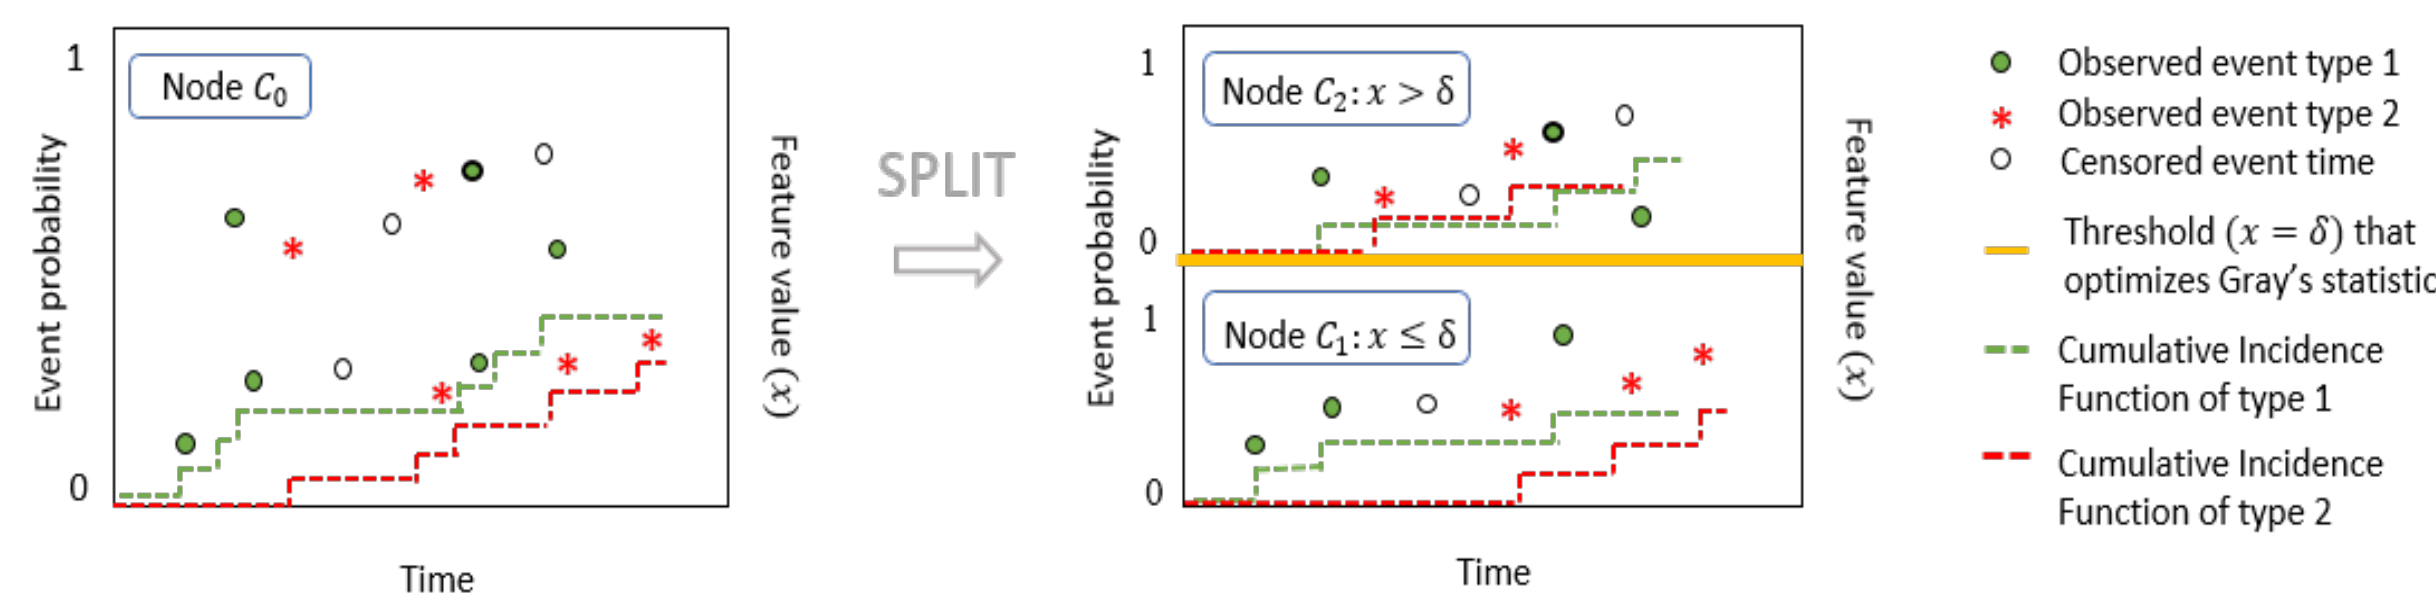 1
Node C₀
Event probability
0
Time
Feature value (x)
SPLIT
1
Node C₂: x > δ
0
Event probability
1
Node C₁: x ≤ δ
0
Time
Feature value (x)
Observed event type 1
Observed event type 2
Censored event time
Threshold (x = δ) that
optimizes Gray's statistic
Cumulative Incidence
Function of type 1
Cumulative Incidence
Function of type 2